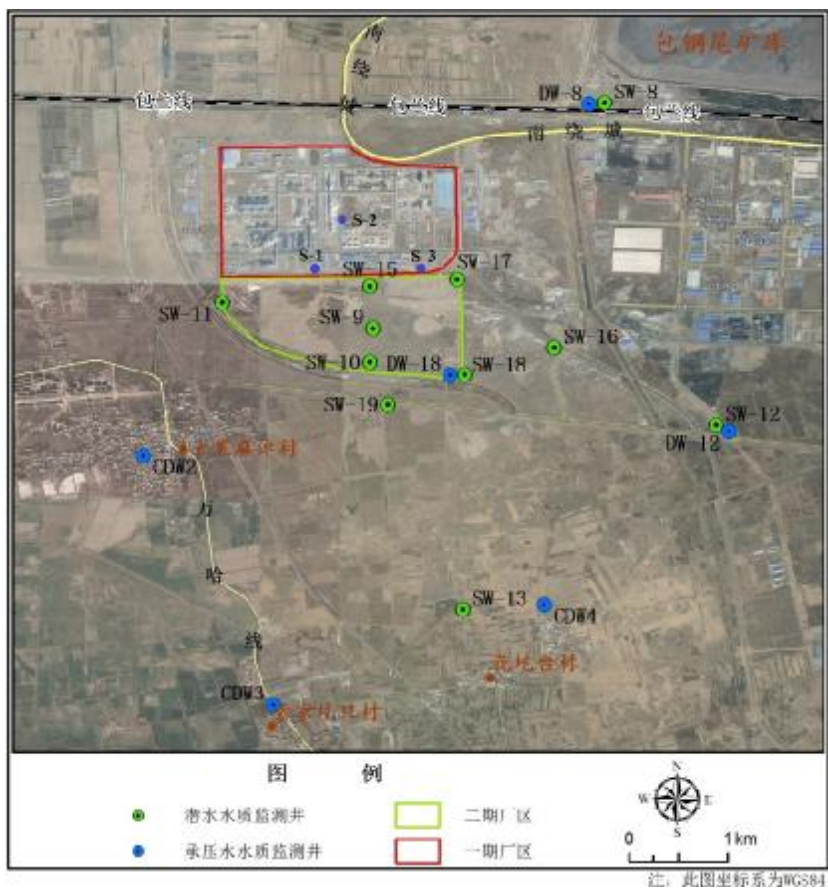 包钢尾矿库
南
绕
城
DW-8
SW-8
包兰线
包兰线
包兰线
南绕城
S-2
S-1
S-3
SW-15
SW-17
SW-11
SW-9
SW-16
SW-10
DW-18
SW-18
SW-19
SW-12
DW-12
CDW2
万
哈
线
SW-13
CDW4
CDW3
图 例
潜水水质监测井
二期厂区
承压水水质监测井
一期厂区
N
W
E
S
0
1km
注：此图坐标系为WGS84